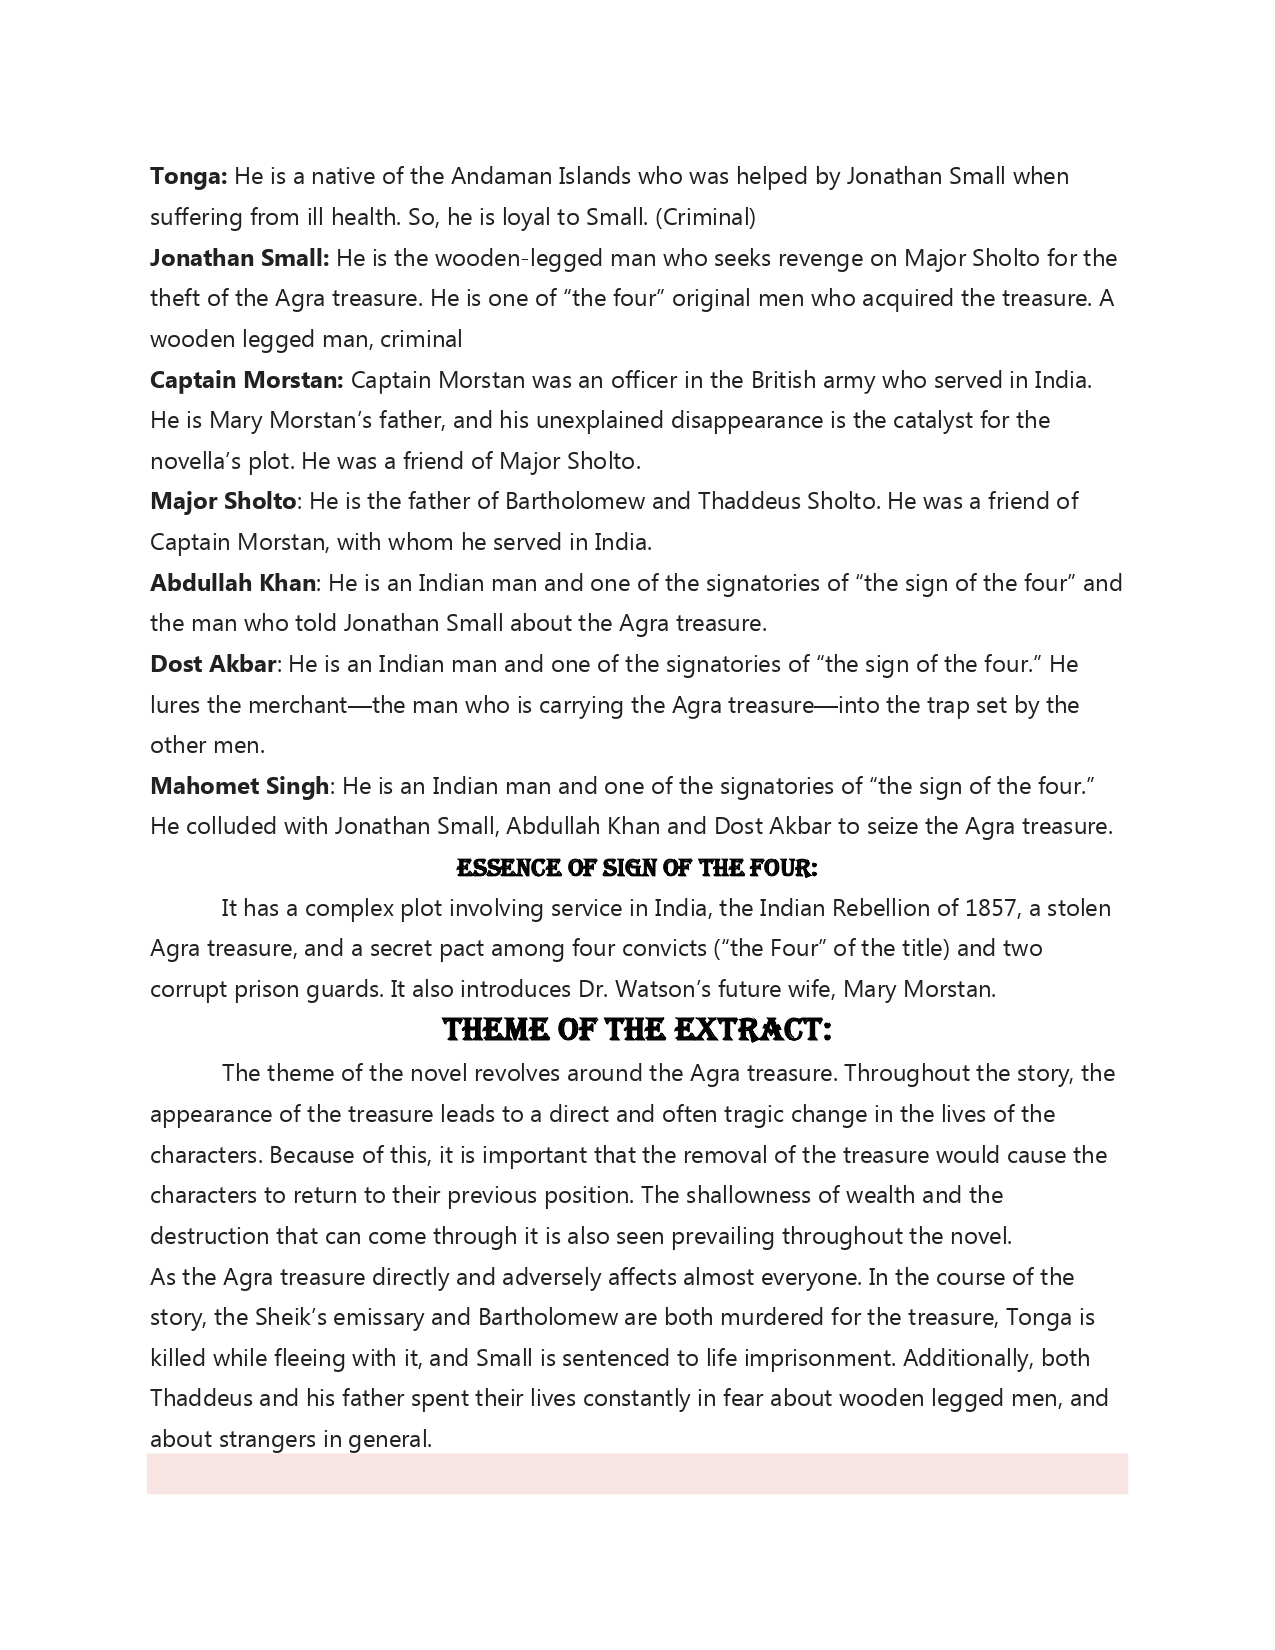 Tonga: He is a native of the Andaman Islands who was helped by Jonathan Small when
suffering from ill health. So, he is loyal to Small. (Criminal)
Jonathan Small: He is the wooden-legged man who seeks revenge on Major Sholto for the
theft of the Agra treasure. He is one of “the four” original men who acquired the treasure. A
wooden legged man, criminal
Captain Morstan: Captain Morstan was an officer in the British army who served in India.
He is Mary Morstan’s father, and his unexplained disappearance is the catalyst for the
novella’s plot. He was a friend of Major Sholto.
Major Sholto: He is the father of Bartholomew and Thaddeus Sholto. He was a friend of
Captain Morstan, with whom he served in India.
Abdullah Khan: He is an Indian man and one of the signatories of “the sign of the four” and
the man who told Jonathan Small about the Agra treasure.
Dost Akbar: He is an Indian man and one of the signatories of “the sign of the four.” He
lures the merchant—the man who is carrying the Agra treasure—into the trap set by the
other men.
Mahomet Singh: He is an Indian man and one of the signatories of “the sign of the four.”
He colluded with Jonathan Small, Abdullah Khan and Dost Akbar to seize the Agra treasure.
ESSENCE OF SIGN OF THE FOUR:
It has a complex plot involving service in India, the Indian Rebellion of 1857, a stolen
Agra treasure, and a secret pact among four convicts (“the Four” of the title) and two
corrupt prison guards. It also introduces Dr. Watson’s future wife, Mary Morstan.
THEME OF THE EXTRACT:
The theme of the novel revolves around the Agra treasure. Throughout the story, the
appearance of the treasure leads to a direct and often tragic change in the lives of the
characters. Because of this, it is important that the removal of the treasure would cause the
characters to return to their previous position. The shallowness of wealth and the
destruction that can come through it is also seen prevailing throughout the novel.
As the Agra treasure directly and adversely affects almost everyone. In the course of the
story, the Sheik’s emissary and Bartholomew are both murdered for the treasure, Tonga is
killed while fleeing with it, and Small is sentenced to life imprisonment. Additionally, both
Thaddeus and his father spent their lives constantly in fear about wooden legged men, and
about strangers in general.